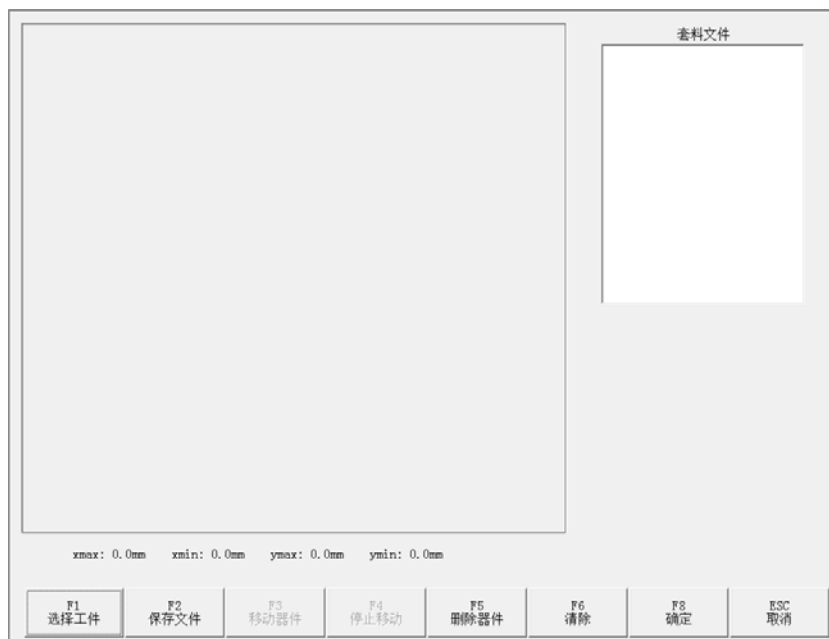 套料文件
xmax: 0.0mm xmin: 0.0mm ymax: 0.0mm ymin: 0.0mm
F1
选择工件
F2
保存文件
F3
移动器件
F4
停止移动
F5
删除器件
F6
清除
F8
确定
ESC
取消